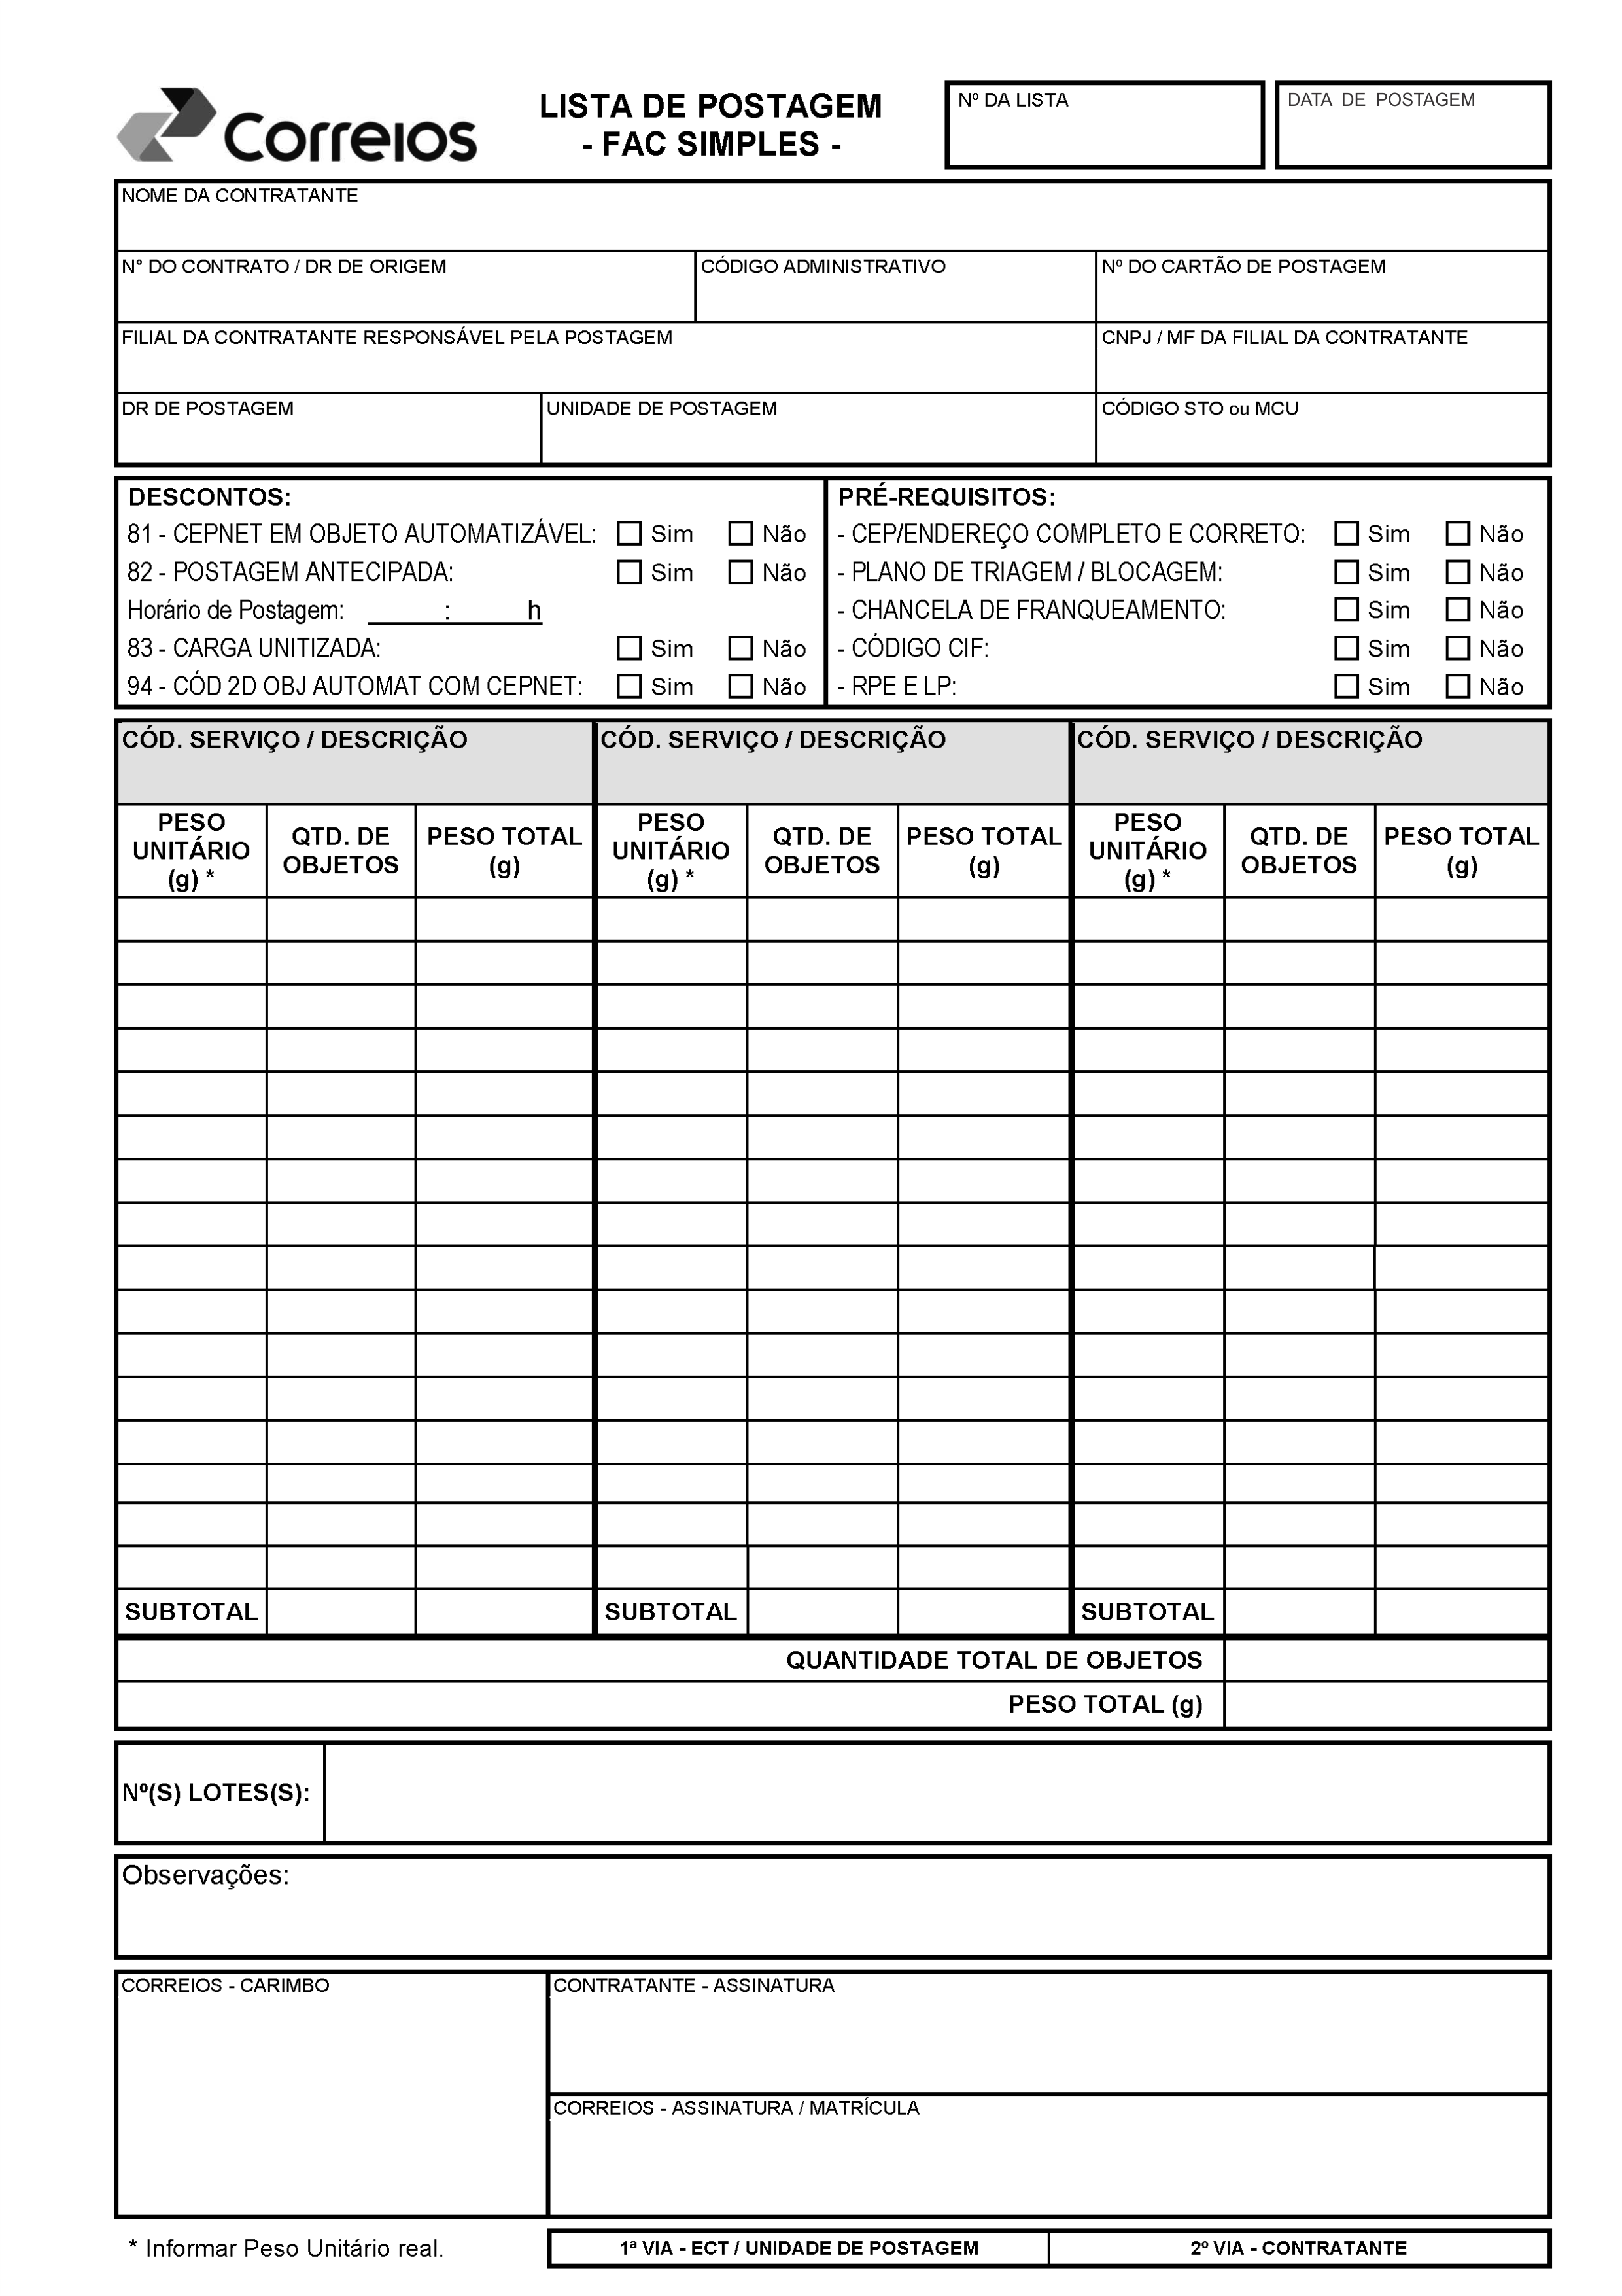 Correios
LISTA DE POSTAGEM
- FAC SIMPLES -
Nº DA LISTA
DATA DE POSTAGEM
NOME DA CONTRATANTE
N° DO CONTRATO / DR DE ORIGEM
CÓDIGO ADMINISTRATIVO
Nº DO CARTÃO DE POSTAGEM
FILIAL DA CONTRATANTE RESPONSÁVEL PELA POSTAGEM
CNPJ / MF DA FILIAL DA CONTRATANTE
DR DE POSTAGEM
UNIDADE DE POSTAGEM
CÓDIGO STO ou MCU
DESCONTOS:
81 - CEPNET EM OBJETO AUTOMATIZÁVEL: Sim Não
82 - POSTAGEM ANTECIPADA: Sim Não
Horário de Postagem: ______:______h
83 - CARGA UNITIZADA: Sim Não
94 - CÓD 2D OBJ AUTOMAT COM CEPNET: Sim Não
PRÉ-REQUISITOS:
- CEP/ENDEREÇO COMPLETO E CORRETO: Sim Não
- PLANO DE TRIAGEM / BLOCAGEM: Sim Não
- CHANCELA DE FRANQUEAMENTO: Sim Não
- CÓDIGO CIF: Sim Não
- RPE E LP: Sim Não
CÓD. SERVIÇO / DESCRIÇÃO
CÓD. SERVIÇO / DESCRIÇÃO
CÓD. SERVIÇO / DESCRIÇÃO
PESO
UNITÁRIO
(g) *
QTD. DE
OBJETOS
PESO TOTAL
(g)
PESO
UNITÁRIO
(g) *
QTD. DE
OBJETOS
PESO TOTAL
(g)
PESO
UNITÁRIO
(g) *
QTD. DE
OBJETOS
PESO TOTAL
(g)
SUBTOTAL
SUBTOTAL
SUBTOTAL
QUANTIDADE TOTAL DE OBJETOS
PESO TOTAL (g)
Nº(S) LOTES(S):
Observações:
CORREIOS - CARIMBO
CONTRATANTE - ASSINATURA
CORREIOS - ASSINATURA / MATRÍCULA
* Informar Peso Unitário real.
1ª VIA - ECT / UNIDADE DE POSTAGEM
2º VIA - CONTRATANTE